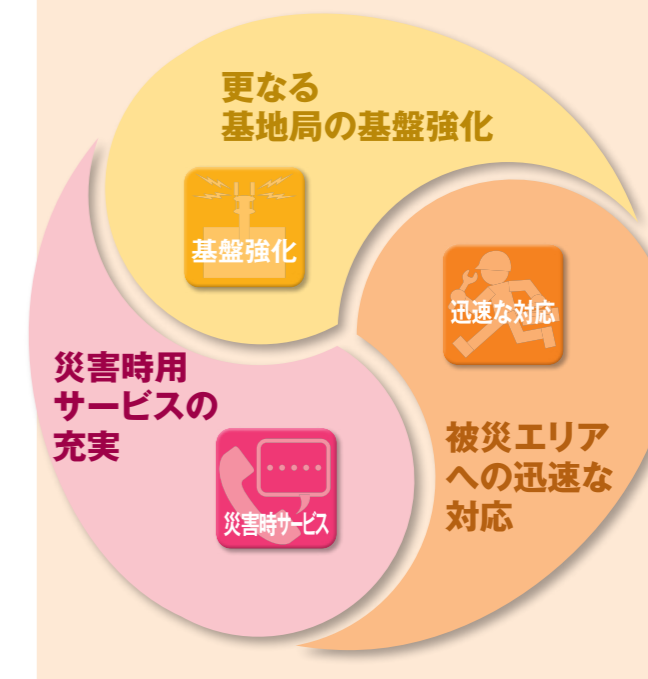 更なる
基地局の基盤強化
基盤強化
迅速な対応
被災エリア
への迅速な
対応
災害時用
サービスの
充実
災害時サービス